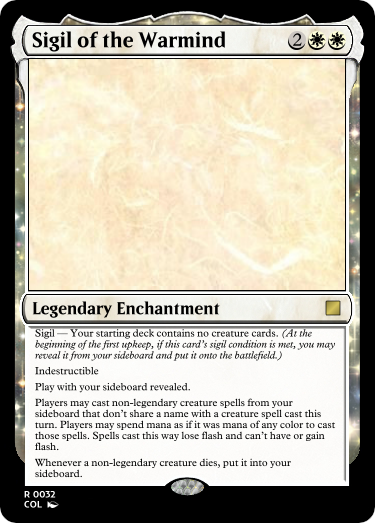 Sigil of the Warmind 2
Legendary Enchantment
Sigil — Your starting deck contains no creature cards. (At the
beginning of the first upkeep, if this card's sigil condition is met, you may
reveal it from your sideboard and put it onto the battlefield.)
Indestructible
Play with your sideboard revealed.
Players may cast non-legendary creature spells from your
sideboard that don't share a name with a creature spell cast this
turn. Players may spend mana as if it was mana of any color to cast
those spells. Spells cast this way lose flash and can't have or gain
flash.
Whenever a non-legendary creature dies, put it into your
sideboard.
R 0032
COL